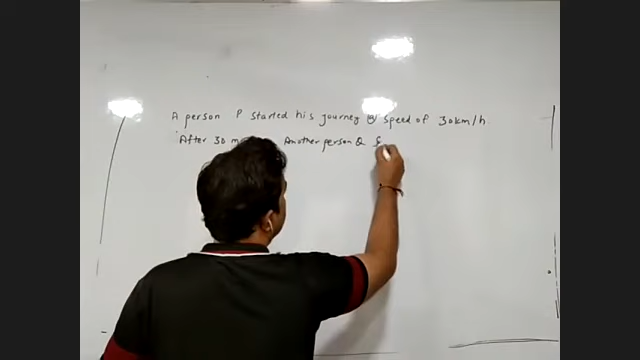 A person P started his journey @ speed of 30km/h.
After 30 m Another person Q